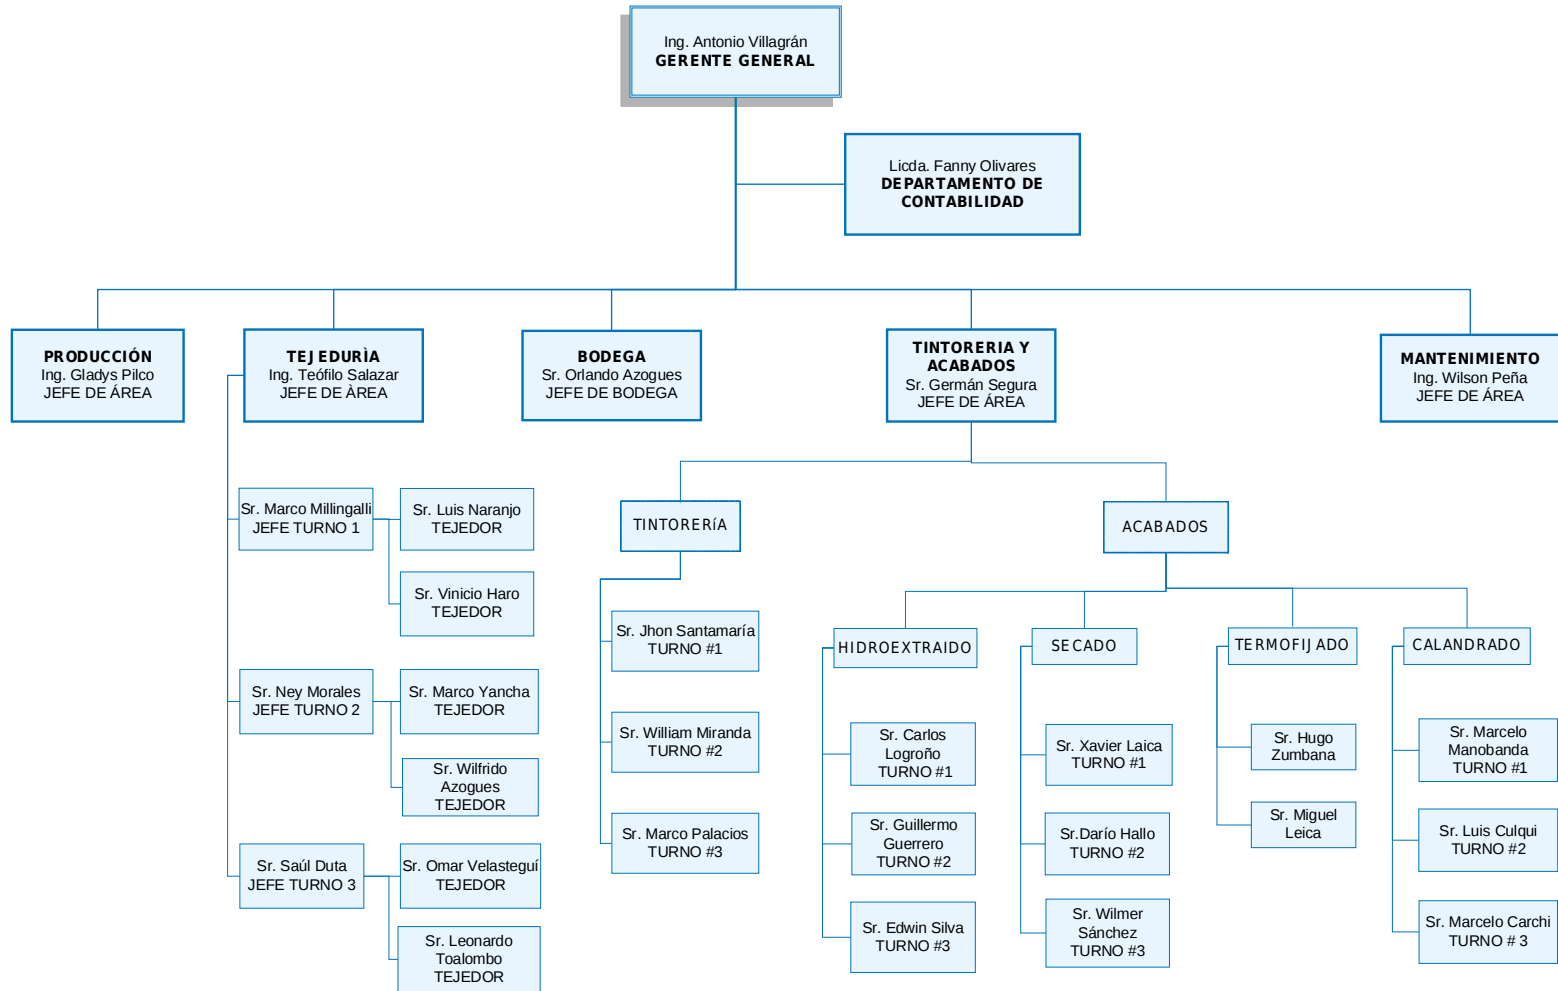 Ing. Antonio Villagrán
GERENTE GENERAL
Licda. Fanny Olivares
DEPARTAMENTO DE
CONTABILIDAD
PRODUCCIÓN
Ing. Gladys Pilco
JEFE DE ÁREA
TEJEDURÌA
Ing. Teófilo Salazar
JEFE DE ÀREA
BODEGA
Sr. Orlando Azogues
JEFE DE BODEGA
TINTORERIA Y
ACABADOS
Sr. Germán Segura
JEFE DE ÁREA
MANTENIMIENTO
Ing. Wilson Peña
JEFE DE ÁREA
Sr. Marco Millingalli
JEFE TURNO 1
Sr. Luis Naranjo
TEJEDOR
Sr. Vinicio Haro
TEJEDOR
Sr. Ney Morales
JEFE TURNO 2
Sr. Marco Yancha
TEJEDOR
Sr. Wilfrido
Azogues
TEJEDOR
Sr. Saúl Duta
JEFE TURNO 3
Sr. Omar Velasteguí
TEJEDOR
Sr. Leonardo
Toalombo
TEJEDOR
TINTORERíA
Sr. Jhon Santamaría
TURNO #1
Sr. William Miranda
TURNO #2
Sr. Marco Palacios
TURNO #3
ACABADOS
HIDROEXTRAIDO
Sr. Carlos
Logroño
TURNO #1
Sr. Guillermo
Guerrero
TURNO #2
Sr. Edwin Silva
TURNO #3
SECADO
Sr. Xavier Laica
TURNO #1
Sr.Darío Hallo
TURNO #2
Sr. Wilmer
Sánchez
TURNO #3
TERMOFIJADO
Sr. Hugo
Zumbana
Sr. Miguel
Leica
CALANDRADO
Sr. Marcelo
Manobanda
TURNO #1
Sr. Luis Culqui
TURNO #2
Sr. Marcelo Carchi
TURNO # 3